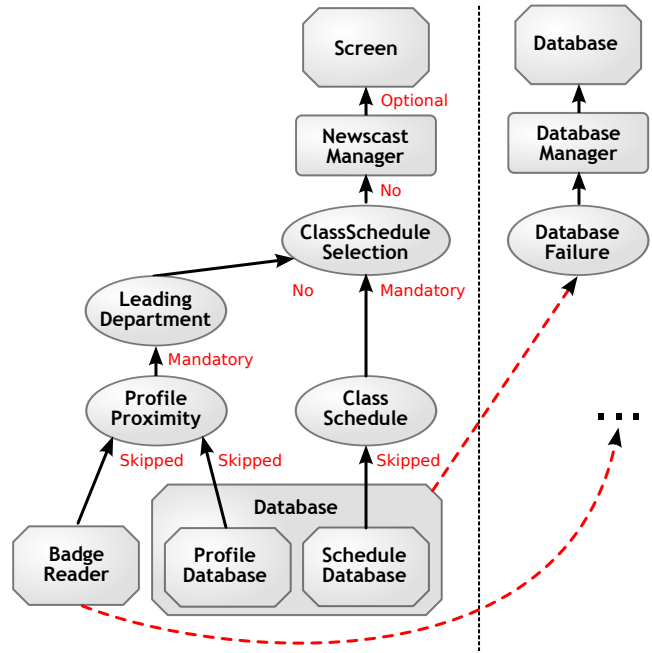 Screen
Database
Optional
Newscast
Manager
Database
Manager
No
ClassSchedule
Selection
Database
Failure
Leading
Department
No
Mandatory
Mandatory
Profile
Proximity
Class
Schedule
...
Skipped
Skipped
Skipped
Database
Badge
Reader
Profile
Database
Schedule
Database